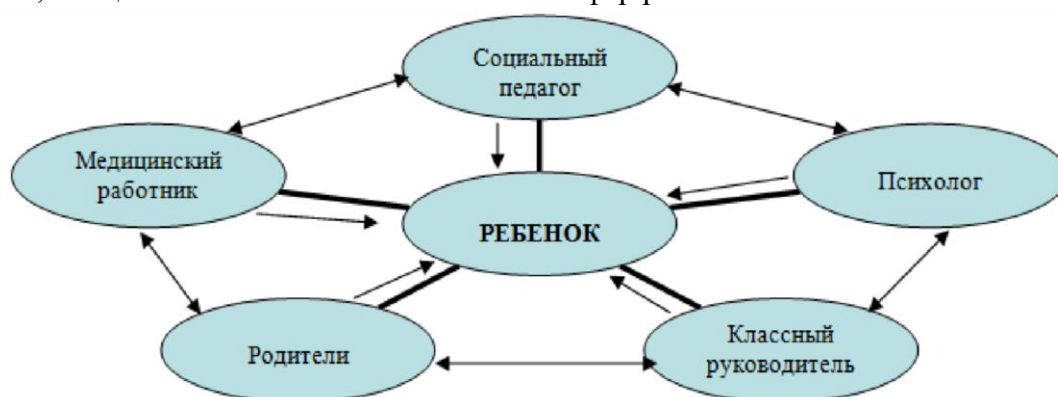 Социальный
педагог
Медицинский
работник
Психолог
РЕБЕНОК
Родители
Классный
руководитель